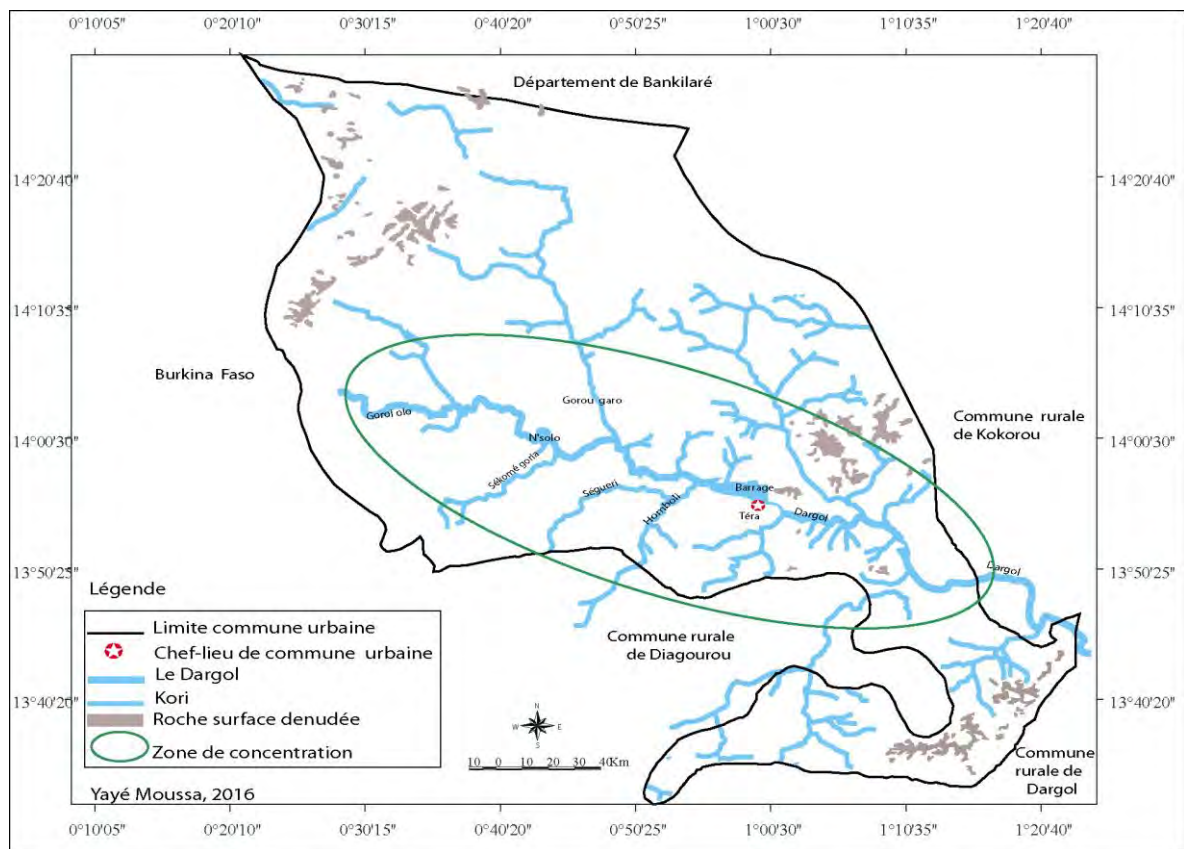 0°10'05" 0°20'10" 0°30'15" 0°40'20" 0°50'25" 1°00'30" 1°10'35" 1°20'40"
Département de Bankilaré
14°20'40" 14°20'40"
14°10'35" 14°10'35"
Burkina Faso
Gorou garo
Gorol olo
Commune rurale
de Kokorou
14°00'30" 14°00'30"
N'solo
Sékomé goria
Ségueri
Homboli
Barrage
Téra
Dargol
Dargol
13°50'25" 13°50'25"
Commune rurale
de Diagourou
13°40'20" 13°40'20"
Commune
rurale de
Dargol
Légende
Limite commune urbaine
Chef-lieu de commune urbaine
Le Dargol
Kori
Roche surface denudée
Zone de concentration
N
W E
S
10 0 10 20 30 40Km
Yayé Moussa, 2016
0°10'05" 0°20'10" 0°30'15" 0°40'20" 0°50'25" 1°00'30" 1°10'35" 1°20'40"